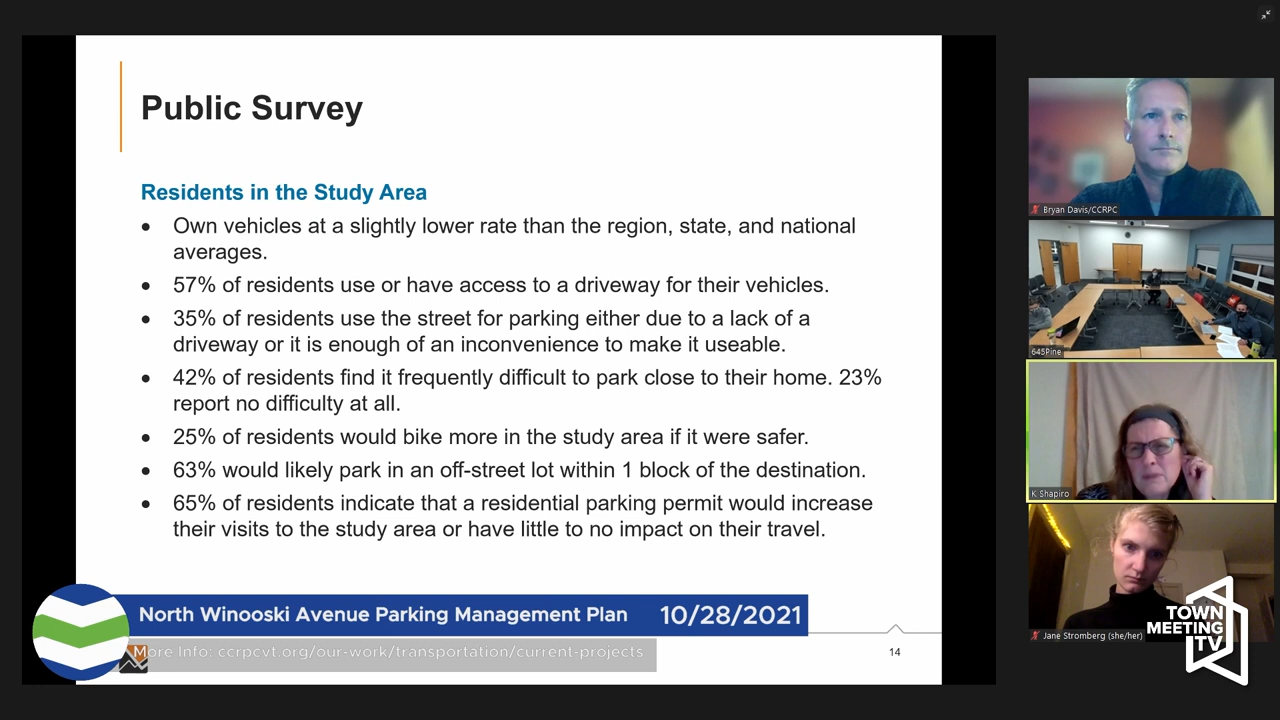 Public Survey
Residents in the Study Area
• Own vehicles at a slightly lower rate than the region, state, and national
averages.
• 57% of residents use or have access to a driveway for their vehicles.
• 35% of residents use the street for parking either due to a lack of a
driveway or it is enough of an inconvenience to make it useable.
• 42% of residents find it frequently difficult to park close to their home. 23%
report no difficulty at all.
• 25% of residents would bike more in the study area if it were safer.
• 63% would likely park in an off-street lot within 1 block of the destination.
• 65% of residents indicate that a residential parking permit would increase
their visits to the study area or have little to no impact on their travel.
North Winooski Avenue Parking Management Plan 10/28/2021
More Info: ccrpcvt.org/our-work/transportation/current-projects
14
Bryan Davis/CCRPC
645Pine
K Shapiro
Jane Stromberg (she/her)
TOWN
MEETING
TV